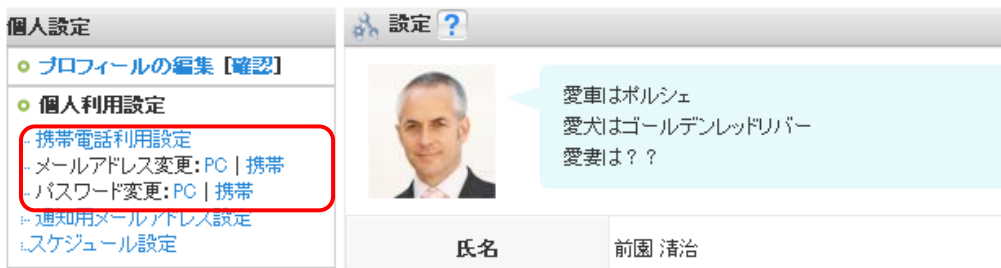 個人設定
プロフィールの編集 [確認]
個人利用設定
携帯電話利用設定
メールアドレス変更: PC | 携帯
パスワード変更: PC | 携帯
通知用メールアドレス設定
スケジュール設定
設定 ?
愛車はポルシェ
愛犬はゴールデンレッドリバー
愛妻は？？
氏名 前園 清治